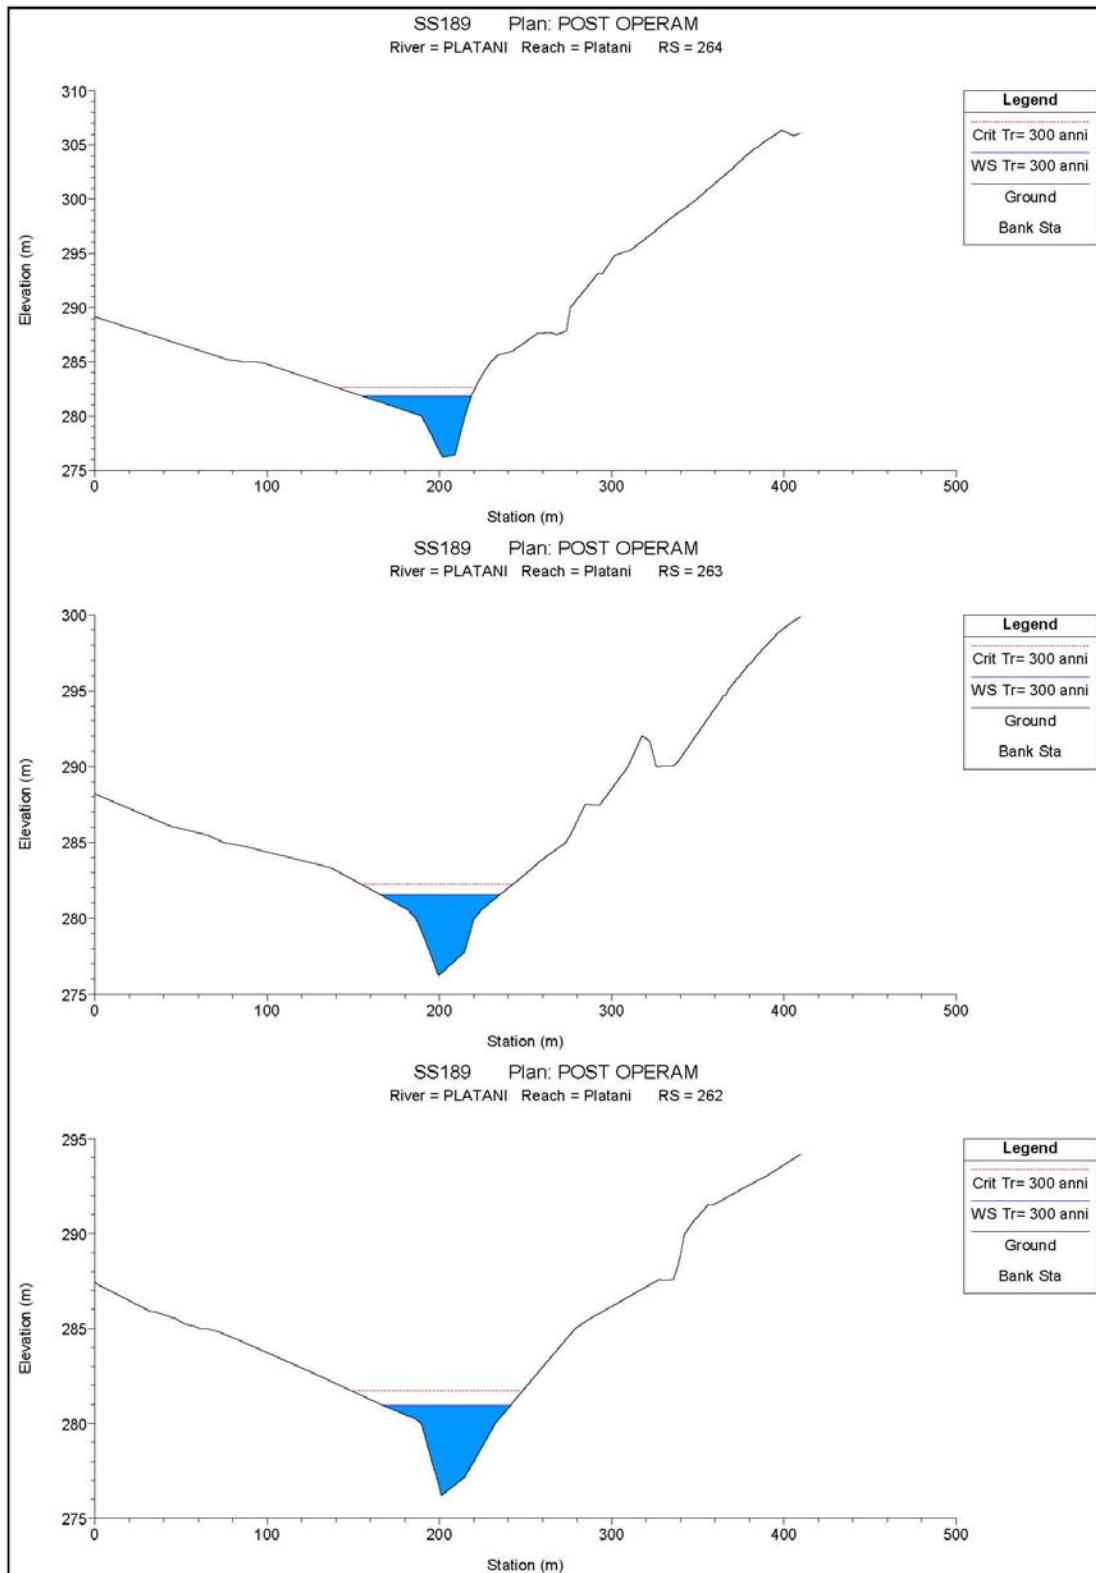 SS189 Plan: POST OPERAM
River = PLATANI Reach = Platani RS = 264
310
305
300
295
290
285
280
275
Elevation (m)
0 100 200 300 400 500
Station (m)
Legend
Crit Tr= 300 anni
WS Tr= 300 anni
Ground
Bank Sta
SS189 Plan: POST OPERAM
River = PLATANI Reach = Platani RS = 263
300
295
290
285
280
275
Elevation (m)
0 100 200 300 400 500
Station (m)
Legend
Crit Tr= 300 anni
WS Tr= 300 anni
Ground
Bank Sta
SS189 Plan: POST OPERAM
River = PLATANI Reach = Platani RS = 262
295
290
285
280
275
Elevation (m)
0 100 200 300 400 500
Station (m)
Legend
Crit Tr= 300 anni
WS Tr= 300 anni
Ground
Bank Sta